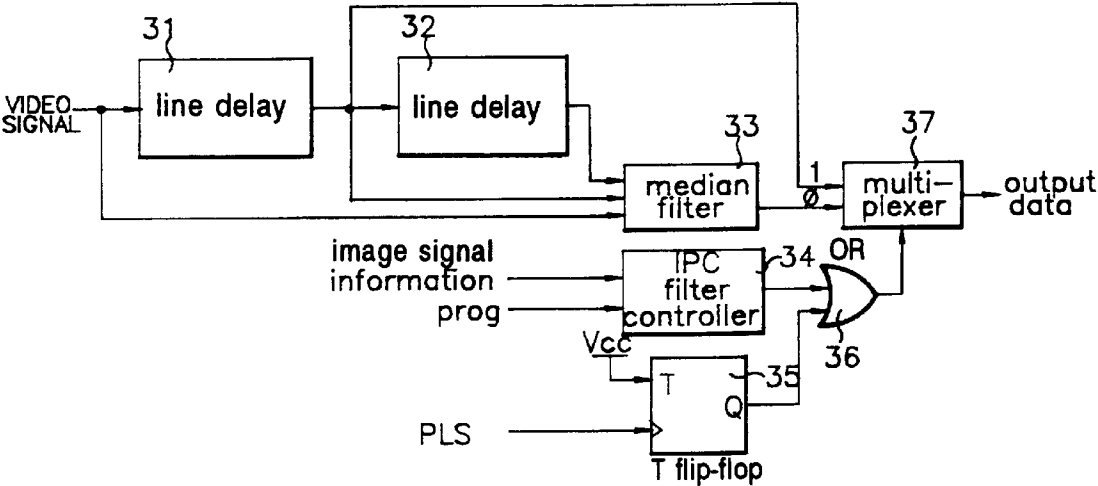 31
32
VIDEO
SIGNAL
line delay
line delay
33
37
median
filter
1
Ø
multi-
plexer
output
data
image signal
information
prog
IPC
filter
controller
34
OR
36
Vcc
T
35
Q
PLS
T flip-flop